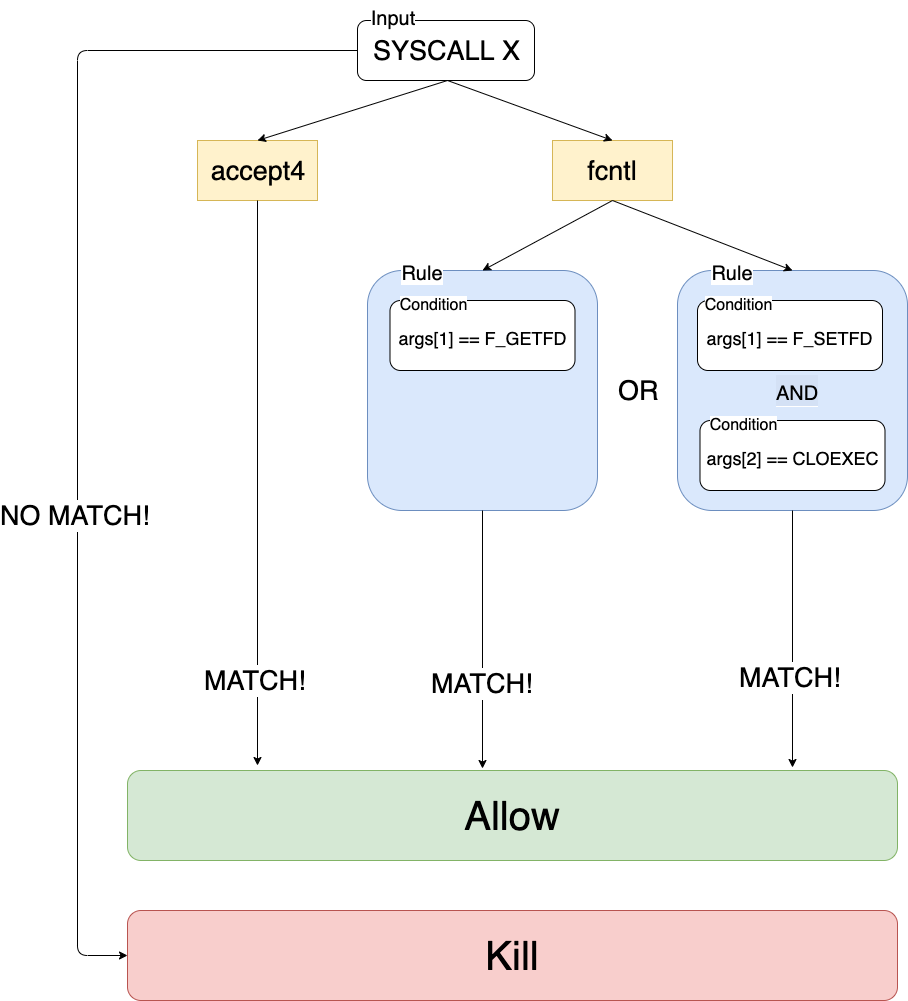 Input
SYSCALL X
accept4
fcntl
Rule
Rule
Condition
args[1] == F_GETFD
Condition
args[1] == F_SETFD
OR
AND
Condition
args[2] == CLOEXEC
NO MATCH!
MATCH!
MATCH!
MATCH!
Allow
Kill